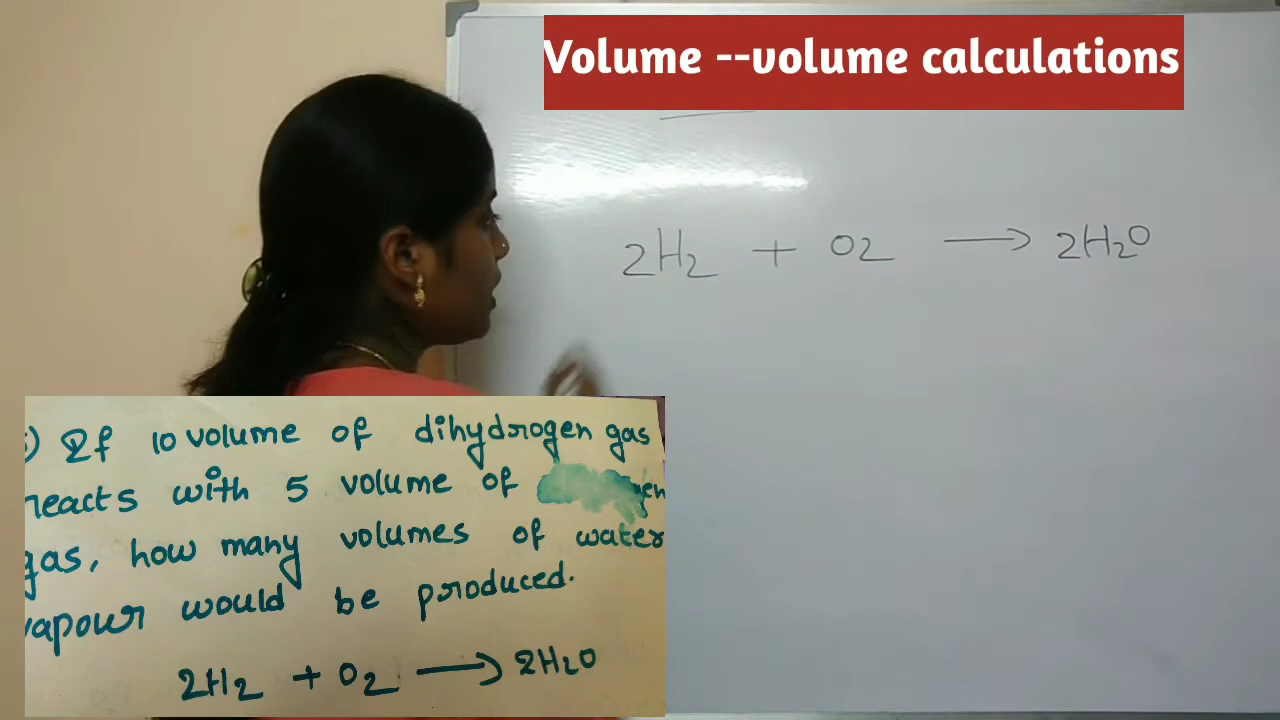 Volume --volume calculations
2H2 + O2 → 2H2O
) If 10 volume of dihydrogen gas
reacts with 5 volume of
gas, how many volumes of water
vapour would be produced.
2H2 + O2 → 2H2O